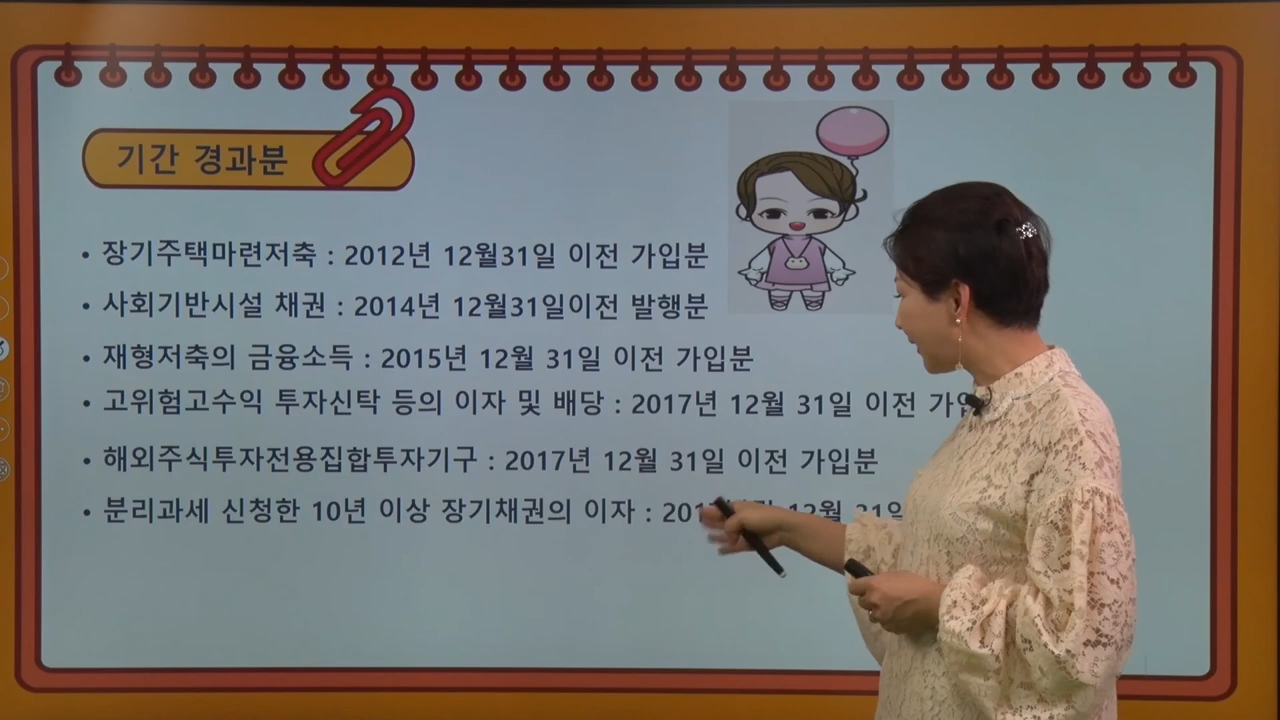 기간 경과분
• 장기주택마련저축 : 2012년 12월31일 이전 가입분
• 사회기반시설 채권 : 2014년 12월31일이전 발행분
• 재형저축의 금융소득 : 2015년 12월 31일 이전 가입분
• 고위험고수익 투자신탁 등의 이자 및 배당 : 2017년 12월 31일 이전
• 해외주식투자전용집합투자기구 : 2017년 12월 31일 이전 가입분
• 분리과세 신청한 10년 이상 장기채권의 이자 : 12월 31일